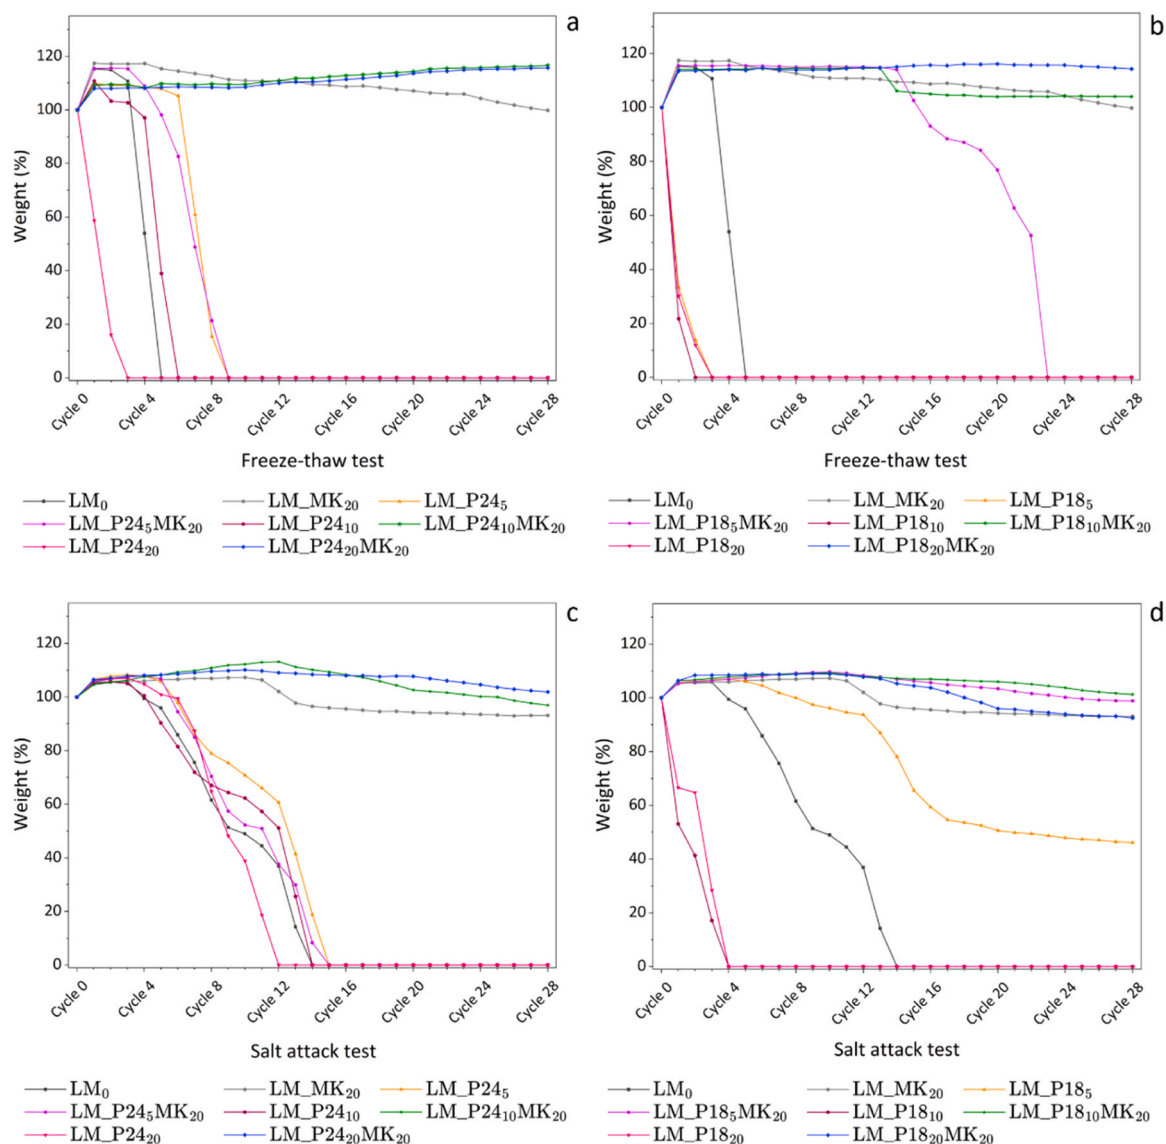 a
b
Weight (%)
120
100
80
60
40
20
0
Cycle 0 Cycle 4 Cycle 8 Cycle 12 Cycle 16 Cycle 20 Cycle 24 Cycle 28
Freeze-thaw test
LM₀ LM_MK₂₀ LM_P24₅
LM_P24₅MK₂₀ LM_P24₁₀ LM_P24₁₀MK₂₀
LM_P24₂₀ LM_P24₂₀MK₂₀
Weight (%)
120
100
80
60
40
20
0
Cycle 0 Cycle 4 Cycle 8 Cycle 12 Cycle 16 Cycle 20 Cycle 24 Cycle 28
Freeze-thaw test
LM₀ LM_MK₂₀ LM_P18₅
LM_P18₅MK₂₀ LM_P18₁₀ LM_P18₁₀MK₂₀
LM_P18₂₀ LM_P18₂₀MK₂₀
c
d
Weight (%)
120
100
80
60
40
20
0
Cycle 0 Cycle 4 Cycle 8 Cycle 12 Cycle 16 Cycle 20 Cycle 24 Cycle 28
Salt attack test
LM₀ LM_MK₂₀ LM_P24₅
LM_P24₅MK₂₀ LM_P24₁₀ LM_P24₁₀MK₂₀
LM_P24₂₀ LM_P24₂₀MK₂₀
Weight (%)
120
100
80
60
40
20
0
Cycle 0 Cycle 4 Cycle 8 Cycle 12 Cycle 16 Cycle 20 Cycle 24 Cycle 28
Salt attack test
LM₀ LM_MK₂₀ LM_P18₅
LM_P18₅MK₂₀ LM_P18₁₀ LM_P18₁₀MK₂₀
LM_P18₂₀ LM_P18₂₀MK₂₀